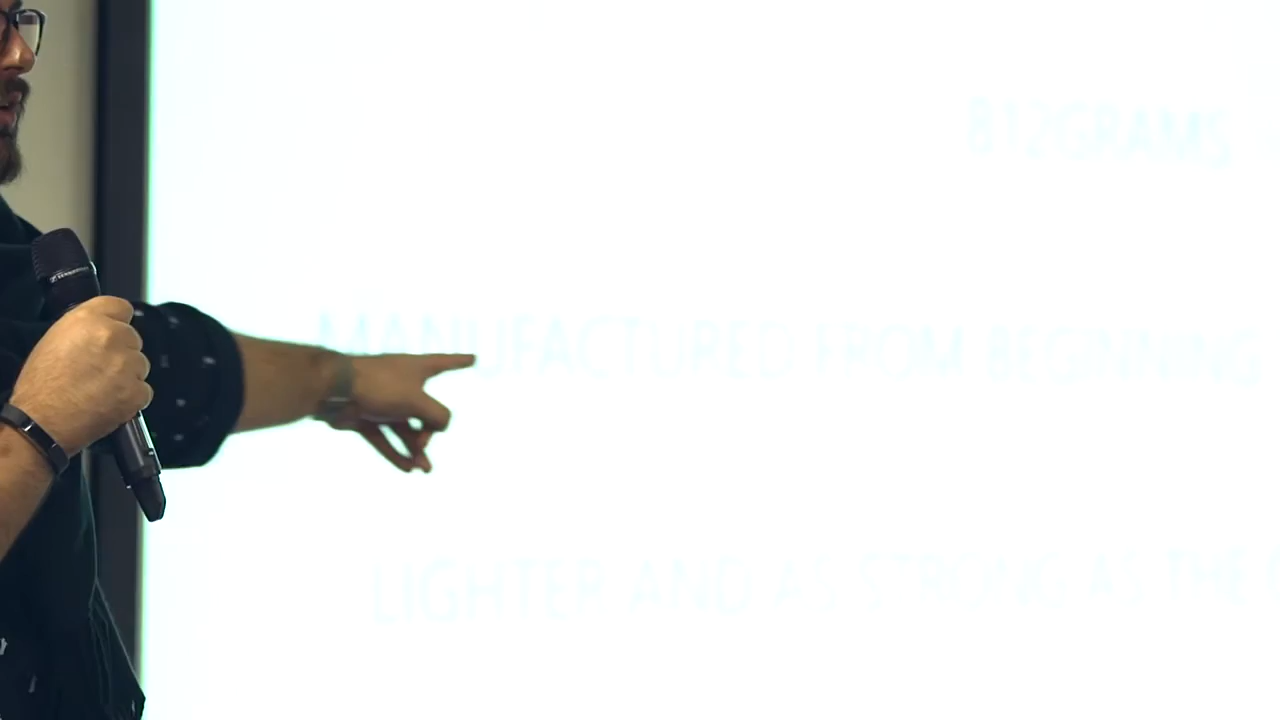 812GRAMS
MANUFACTURED FROM BEGINNING
LIGHTER AND AS STRONG AS THE